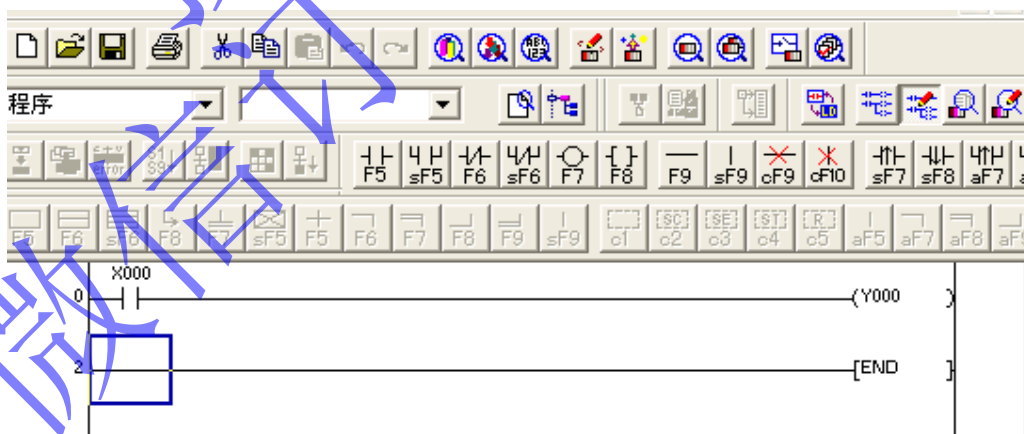 程序
F5 sF5 F6 sF6 F7 F8 F9 sF9 cF9 cF10 sF7 sF8 aF7
F5 F6 sF6 F8 F7 sF5 F5 F6 F7 F8 F9 sF9 c1 c2 c3 c4 c5 aF5 aF7 aF8
X000
0 (Y000 )
2 [END ]
微信